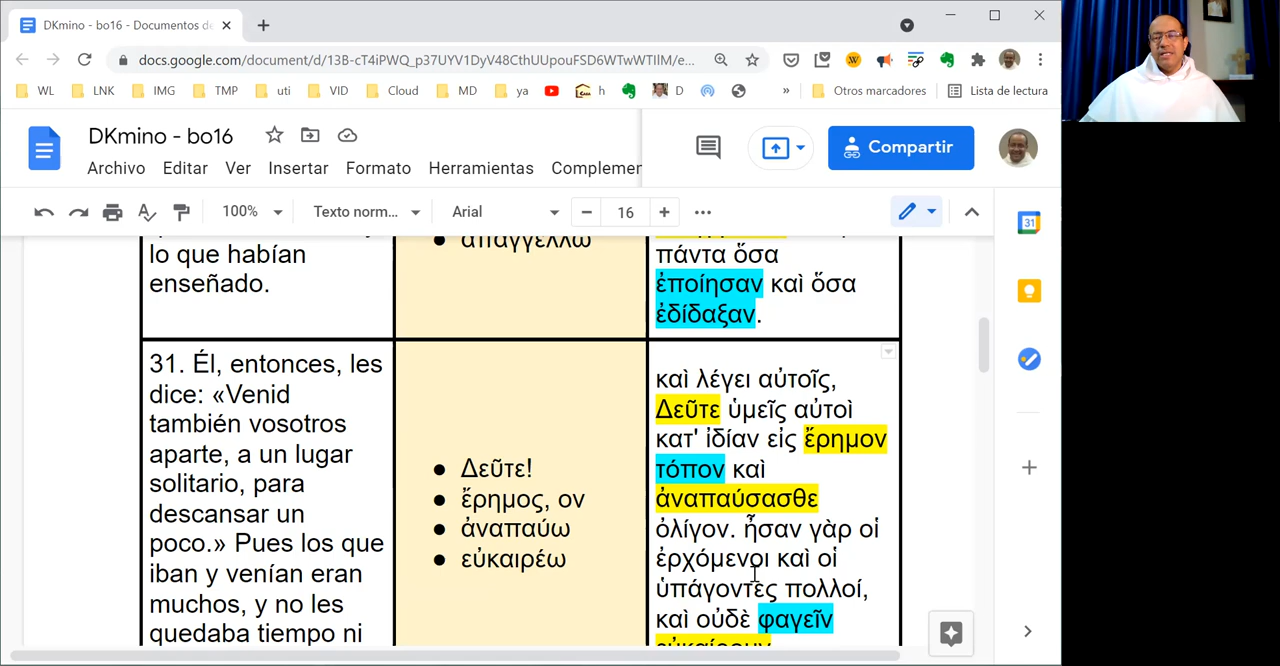 DKmino - bo16 - Documentos d
docs.google.com/document/d/13B-cT4iPWQ_p37UYV1DyV48CthUUpouFSD6WTwWTIlM/e...
WL LNK IMG TMP uti VID Cloud MD ya h D » Otros marcadores Lista de lectura
DKmino - bo16
Compartir
Archivo Editar Ver Insertar Formato Herramientas Complemen
100% Texto norm... Arial 16
31
lo que habían
enseñado.
ἀπαγγέλλω
πάντα ὅσα
ἐποίησαν καὶ ὅσα
ἐδίδαξαν.
31. Él, entonces, les
dice: «Venid
también vosotros
aparte, a un lugar
solitario, para
descansar un
poco.» Pues los que
iban y venían eran
muchos, y no les
quedaba tiempo ni
● Δεῦτε!
● ἔρημος, ον
● ἀναπαύω
● εὐκαιρέω
καὶ λέγει αὐτοῖς,
Δεῦτε ὑμεῖς αὐτοὶ
κατ' ἰδίαν εἰς ἔρημον
τόπον καὶ
ἀναπαύσασθε
ὀλίγον. ἦσαν γὰρ οἱ
ἐρχόμενοι καὶ οἱ
ὑπάγοντες πολλοί,
καὶ οὐδὲ φαγεῖν
εὐκαίρουν